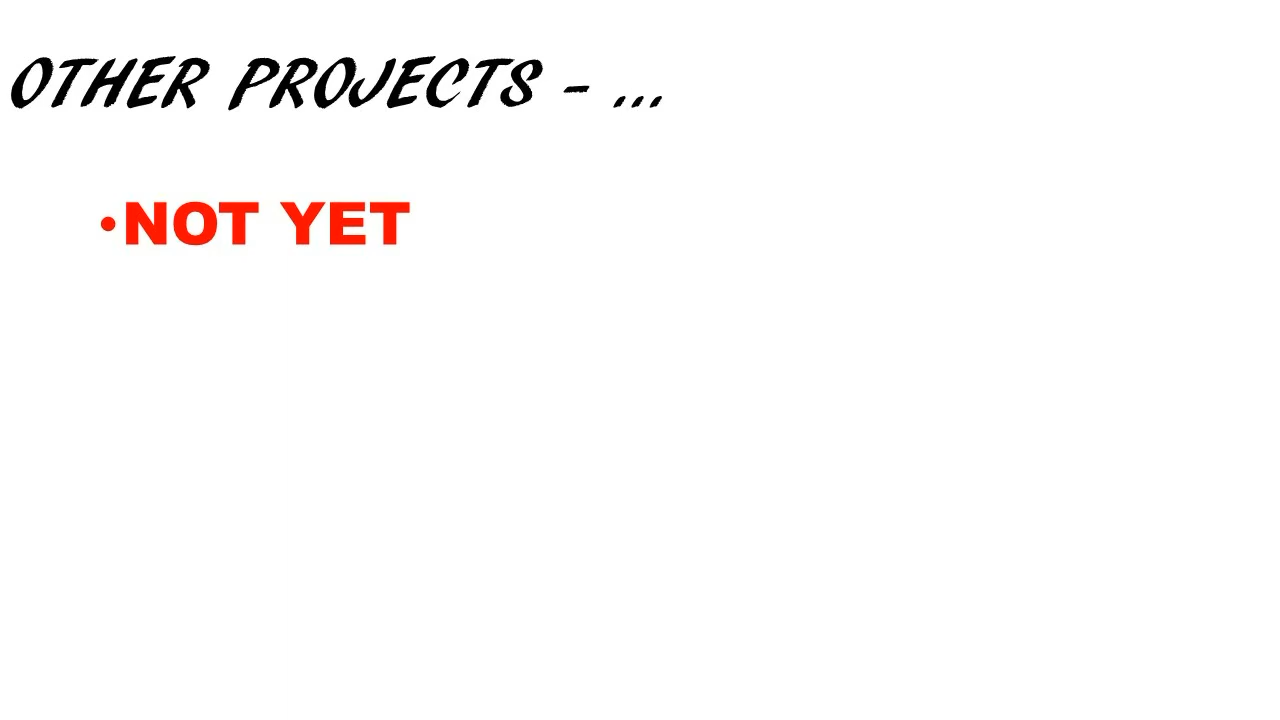 OTHER PROJECTS - ...
•NOT YET